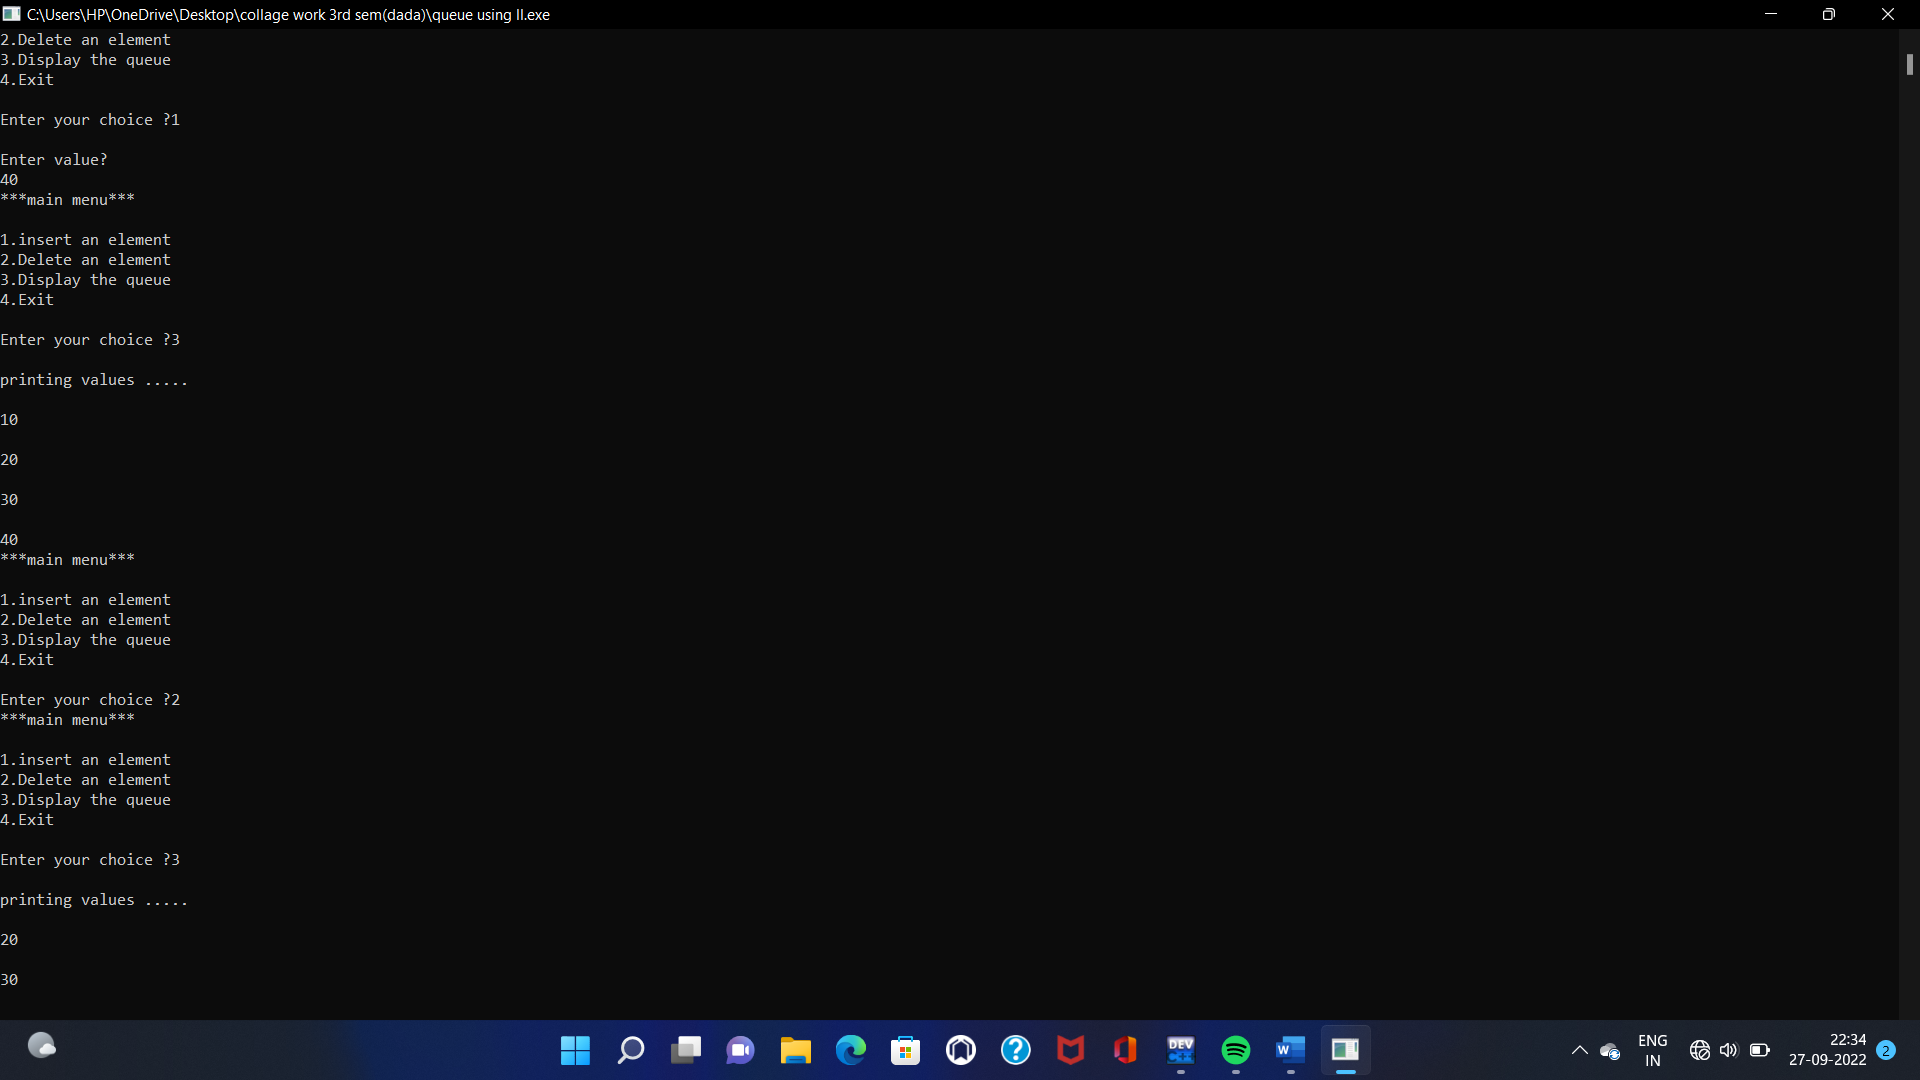 C:\Users\HP\OneDrive\Desktop\collage work 3rd sem(dada)\queue using ll.exe
2.Delete an element
3.Display the queue
4.Exit
Enter your choice ?1
Enter value?
40
***main menu***
1.insert an element
2.Delete an element
3.Display the queue
4.Exit
Enter your choice ?3
printing values .....
10
20
30
40
***main menu***
1.insert an element
2.Delete an element
3.Display the queue
4.Exit
Enter your choice ?2
***main menu***
1.insert an element
2.Delete an element
3.Display the queue
4.Exit
Enter your choice ?3
printing values .....
20
30
DEV
C++
W
ENG
IN
22:34
27-09-2022
2